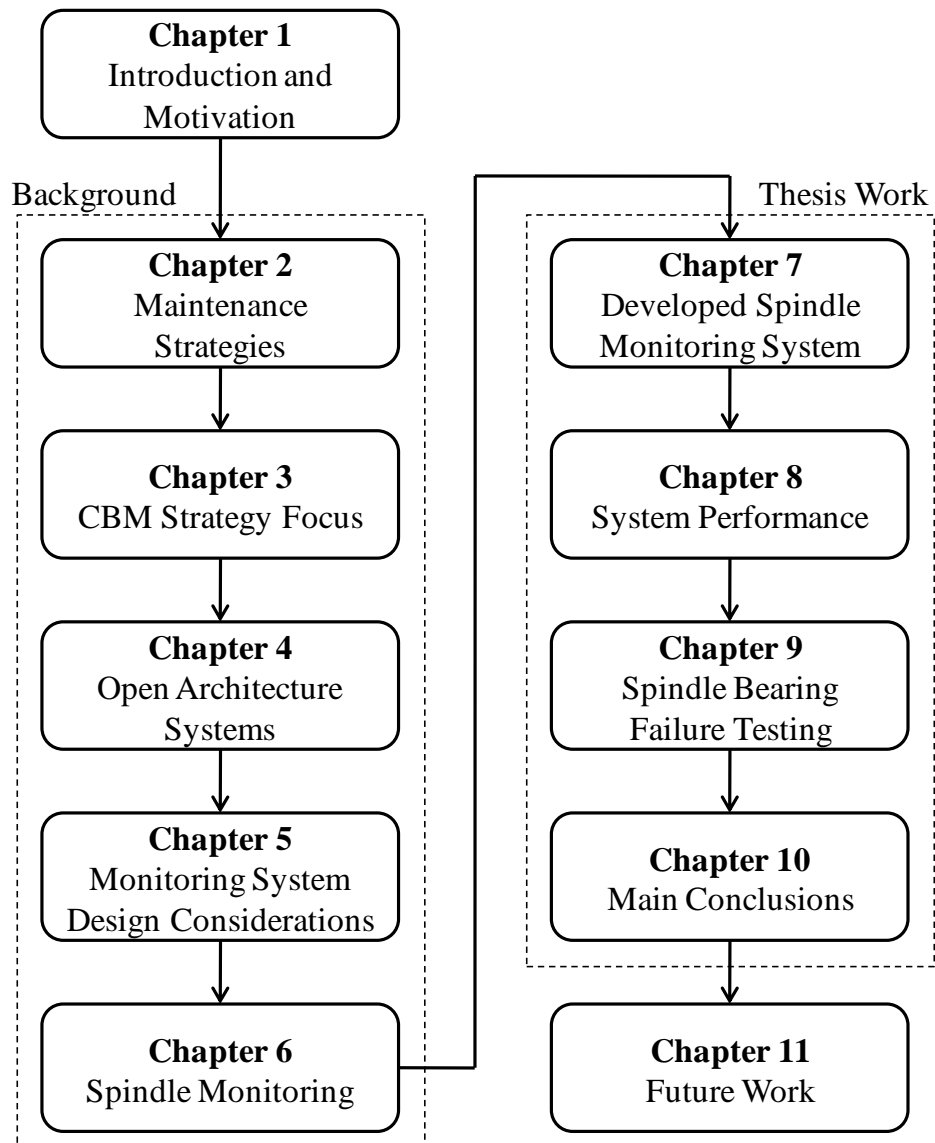 Chapter 1
Introduction and
Motivation
Background
Chapter 2
Maintenance
Strategies
Chapter 3
CBM Strategy Focus
Chapter 4
Open Architecture
Systems
Chapter 5
Monitoring System
Design Considerations
Chapter 6
Spindle Monitoring
Thesis Work
Chapter 7
Developed Spindle
Monitoring System
Chapter 8
System Performance
Chapter 9
Spindle Bearing
Failure Testing
Chapter 10
Main Conclusions
Chapter 11
Future Work